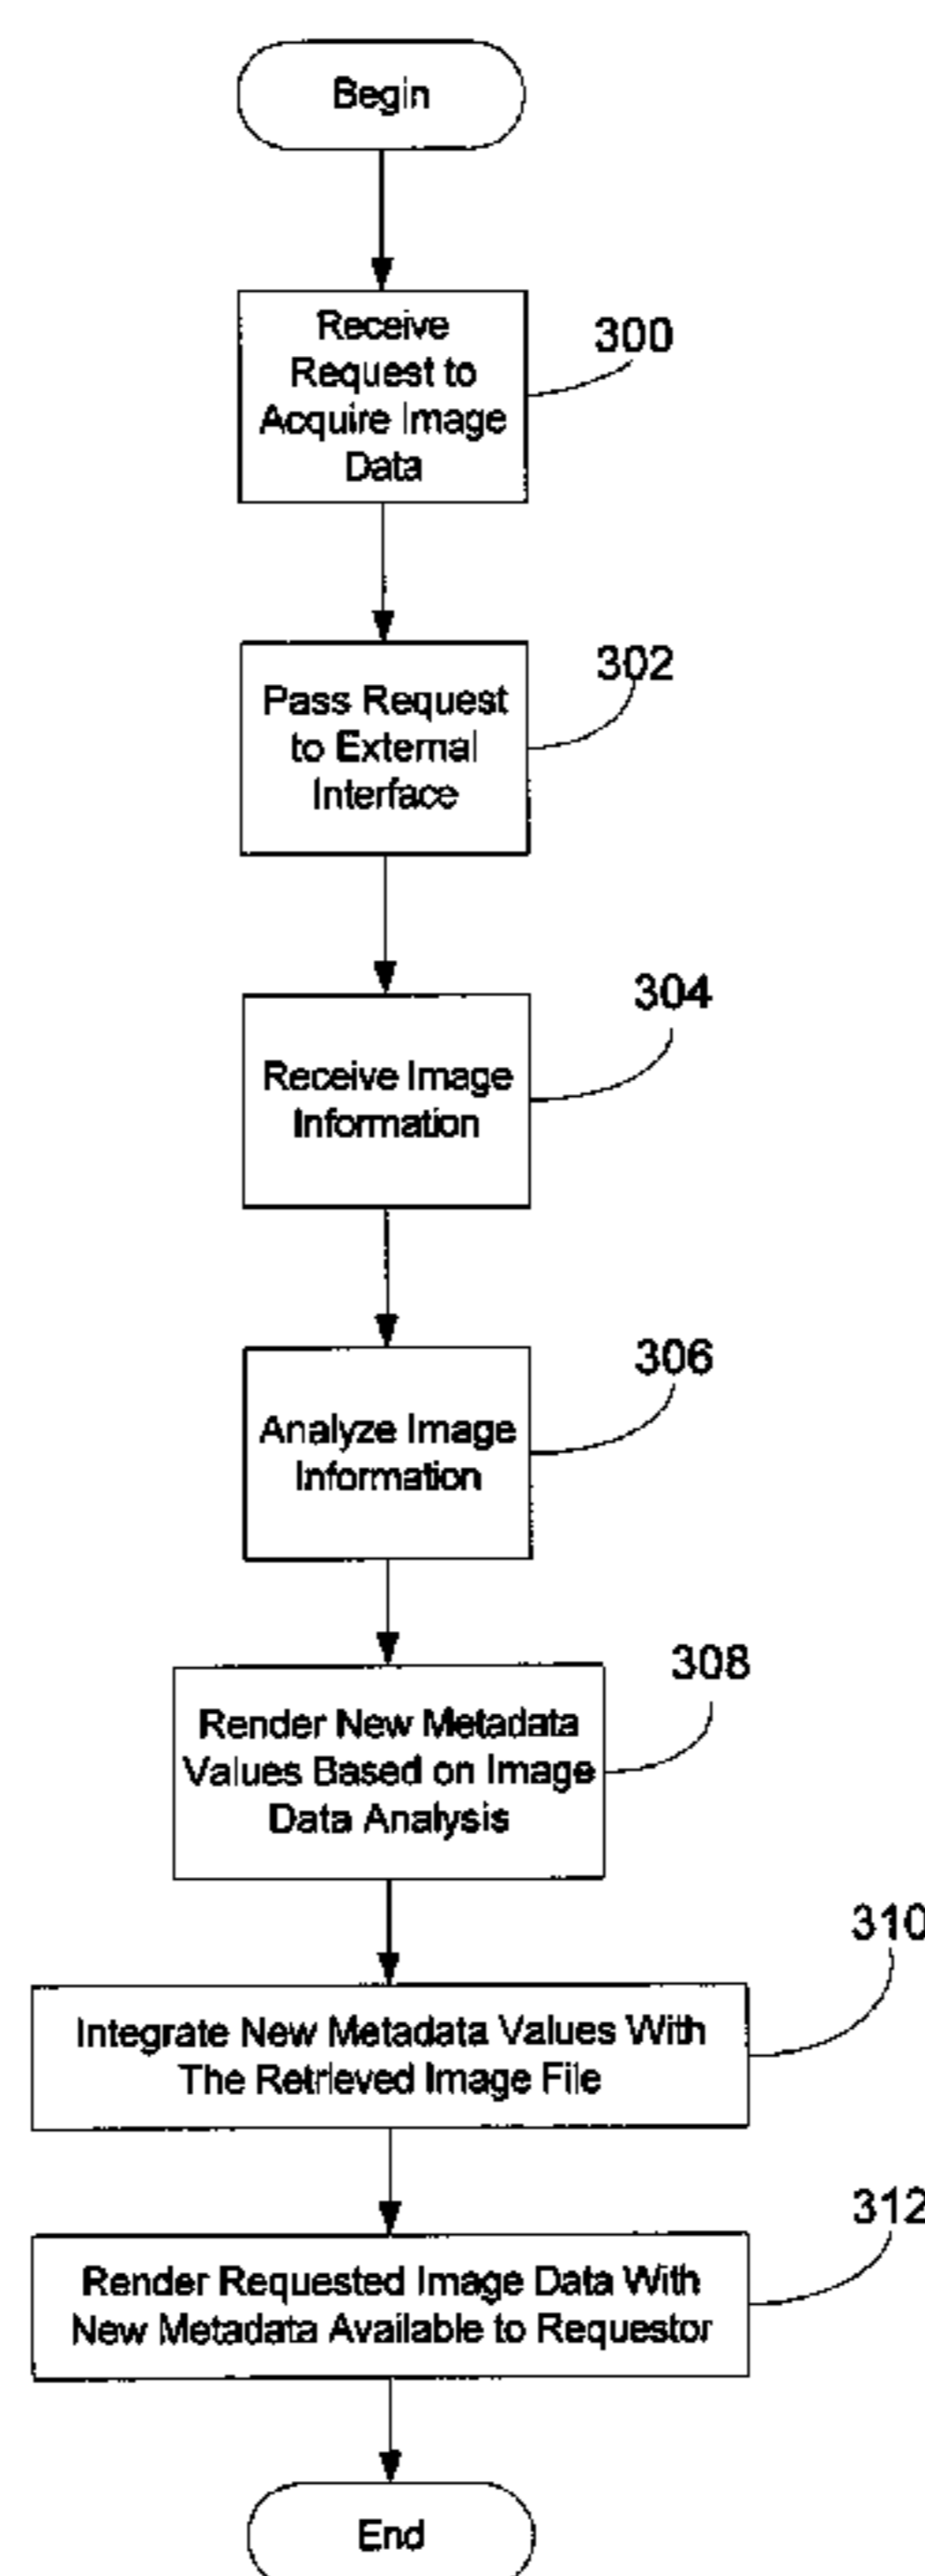 Begin
Receive
Request to
Acquire Image
Data
300
Pass Request
to External
Interface
302
Receive Image
Information
304
Analyze Image
Information
306
Render New Metadata
Values Based on Image
Data Analysis
308
Integrate New Metadata Values With
The Retrieved Image File
310
Render Requested Image Data With
New Metadata Available to Requestor
312
End